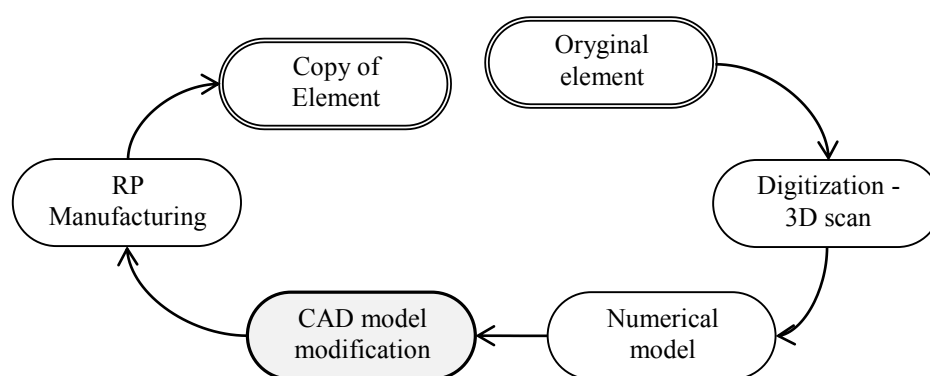 Copy of
Element
Oryginal
element
RP
Manufacturing
Digitization -
3D scan
CAD model
modification
Numerical
model